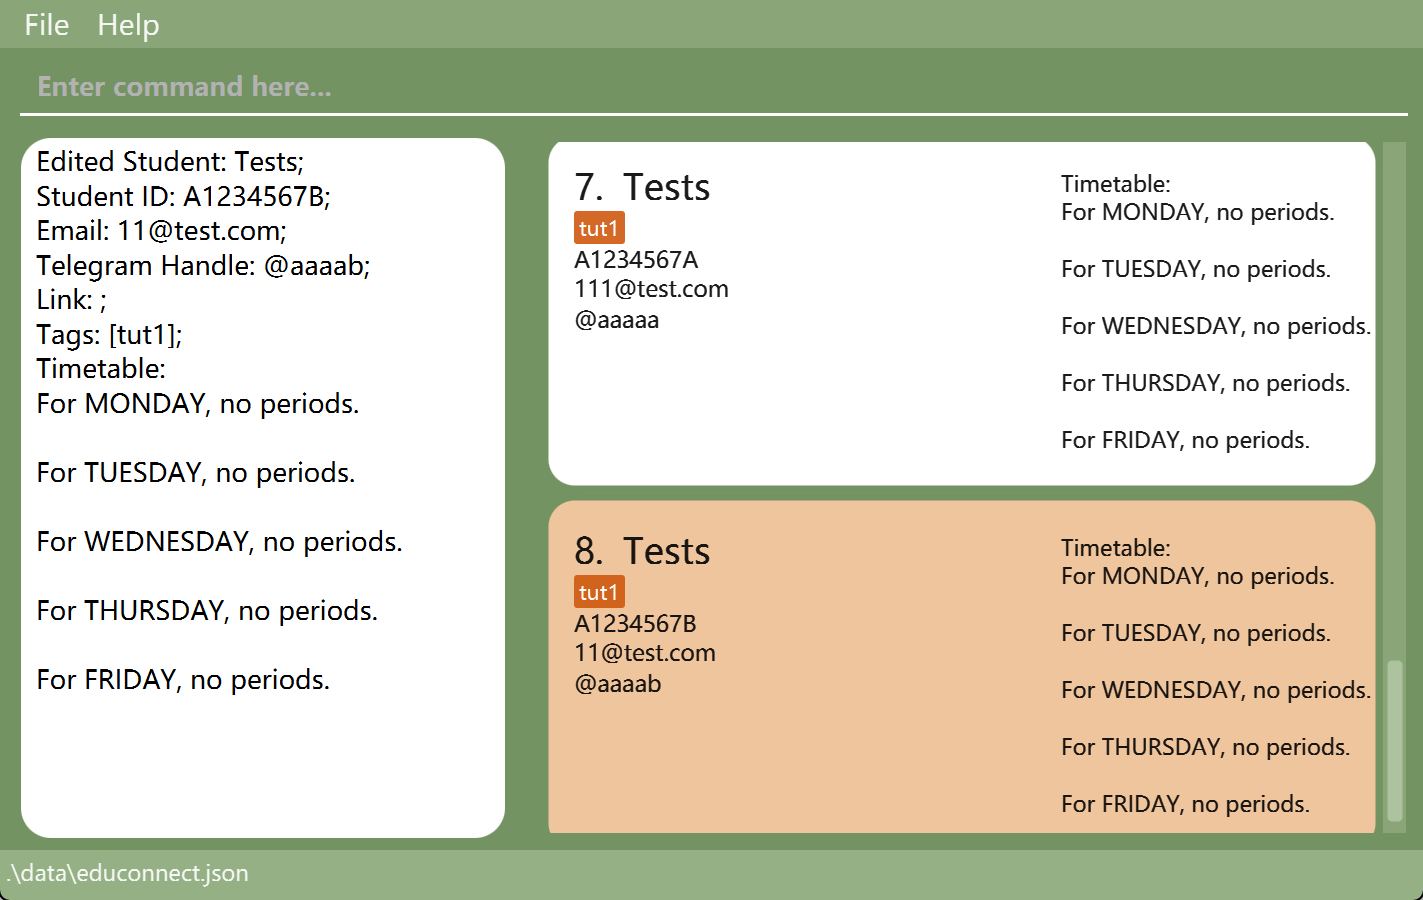 File Help
Enter command here...
Edited Student: Tests;
Student ID: A1234567B;
Email: 11@test.com;
Telegram Handle: @aaaab;
Link: ;
Tags: [tut1];
Timetable:
For MONDAY, no periods.
For TUESDAY, no periods.
For WEDNESDAY, no periods.
For THURSDAY, no periods.
For FRIDAY, no periods.
7. Tests
tut1
A1234567A
111@test.com
@aaaaa
Timetable:
For MONDAY, no periods.
For TUESDAY, no periods.
For WEDNESDAY, no periods.
For THURSDAY, no periods.
For FRIDAY, no periods.
8. Tests
tut1
A1234567B
11@test.com
@aaaab
Timetable:
For MONDAY, no periods.
For TUESDAY, no periods.
For WEDNESDAY, no periods.
For THURSDAY, no periods.
For FRIDAY, no periods.
.\data\educonnect.json